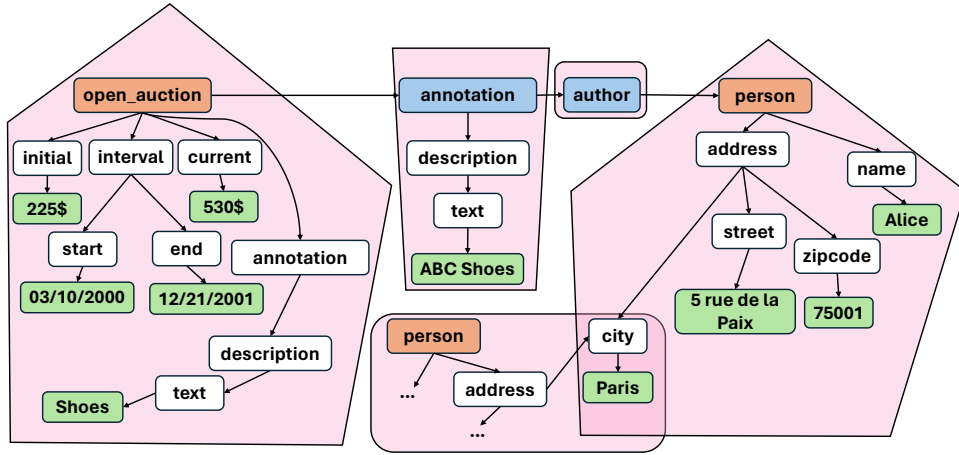 open_auction
annotation
author
person
initial
interval
current
description
address
name
225$
530$
text
street
Alice
start
end
annotation
ABC Shoes
zipcode
03/10/2000
12/21/2001
5 rue de la
Paix
75001
person
city
description
address
Paris
text
...
Shoes
...